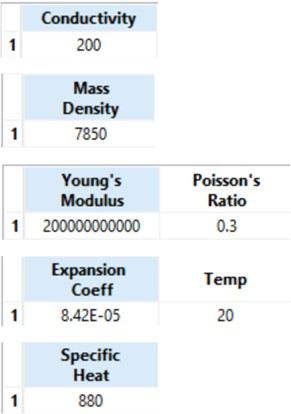 Conductivity
1 200
Mass
Density
1 7850
Young's Poisson's
Modulus Ratio
1 200000000000 0.3
Expansion
Coeff Temp
1 8.42E-05 20
Specific
Heat
1 880